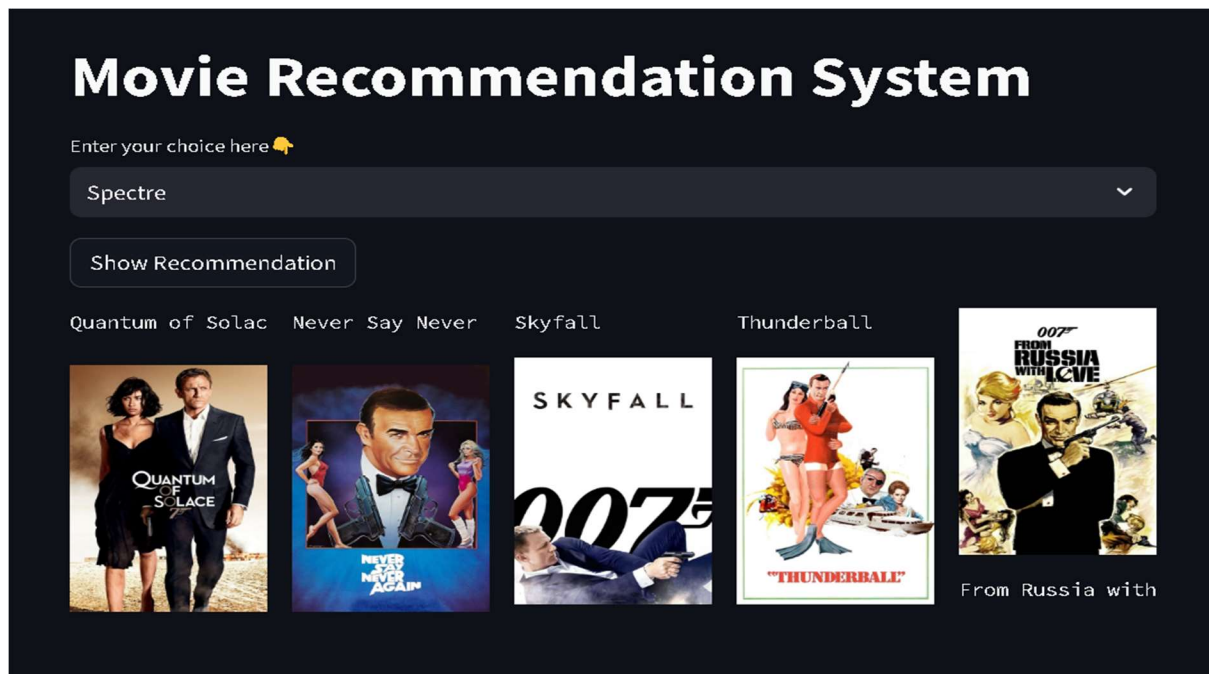 Movie Recommendation System
Enter your choice here👇
Spectre
Show Recommendation
Quantum of Solac
Never Say Never
Skyfall
Thunderball
QUANTUM
OF
SOLACE
NEVER
SAY
NEVER
AGAIN
SKYFALL
007
"THUNDERBALL"
007
FROM
RUSSIA
WITH LOVE
From Russia with